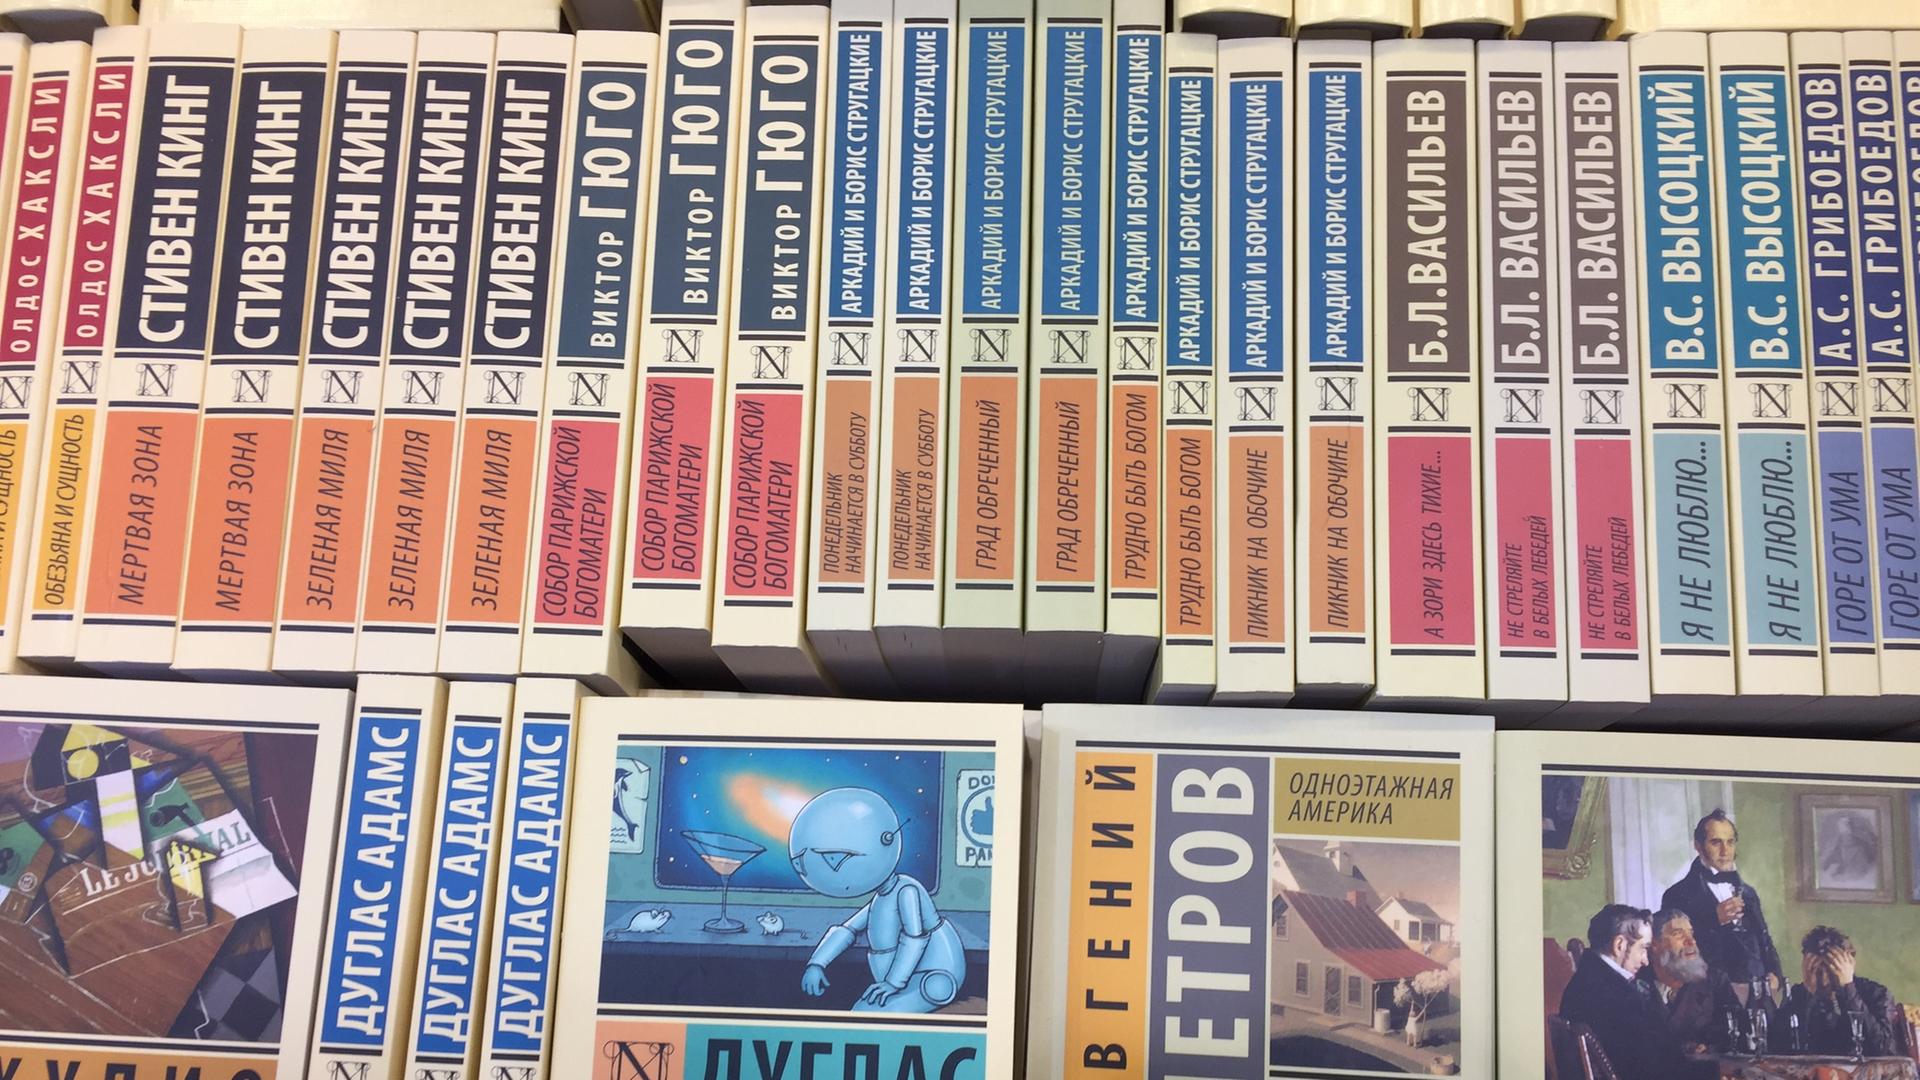 ОЛДОС ХАКСЛИ
ОБЕЗЬЯНА И СУЩНОСТЬ
ОЛДОС ХАКСЛИ
СТИВЕН КИНГ
МЕРТВАЯ ЗОНА
СТИВЕН КИНГ
МЕРТВАЯ ЗОНА
СТИВЕН КИНГ
ЗЕЛЕНАЯ МИЛЯ
СТИВЕН КИНГ
ЗЕЛЕНАЯ МИЛЯ
СТИВЕН КИНГ
ЗЕЛЕНАЯ МИЛЯ
ВИКТОР ГЮГО
СОБОР ПАРИЖСКОЙ
БОГОМАТЕРИ
ВИКТОР ГЮГО
СОБОР ПАРИЖСКОЙ
БОГОМАТЕРИ
ВИКТОР ГЮГО
СОБОР ПАРИЖСКОЙ
БОГОМАТЕРИ
АРКАДИЙ И БОРИС СТРУГАЦКИЕ
ПОНЕДЕЛЬНИК
НАЧИНАЕТСЯ В СУББОТУ
АРКАДИЙ И БОРИС СТРУГАЦКИЕ
ПОНЕДЕЛЬНИК
НАЧИНАЕТСЯ В СУББОТУ
АРКАДИЙ И БОРИС СТРУГАЦКИЕ
ГРАД ОБРЕЧЕННЫЙ
АРКАДИЙ И БОРИС СТРУГАЦКИЕ
ГРАД ОБРЕЧЕННЫЙ
АРКАДИЙ И БОРИС СТРУГАЦКИЕ
ТРУДНО БЫТЬ БОГОМ
АРКАДИЙ И БОРИС СТРУГАЦКИЕ
ТРУДНО БЫТЬ БОГОМ
АРКАДИЙ И БОРИС СТРУГАЦКИЕ
ПИКНИК НА ОБОЧИНЕ
АРКАДИЙ И БОРИС СТРУГАЦКИЕ
ПИКНИК НА ОБОЧИНЕ
Б.Л. ВАСИЛЬЕВ
А ЗОРИ ЗДЕСЬ ТИХИЕ...
Б.Л. ВАСИЛЬЕВ
НЕ СТРЕЛЯЙТЕ
В БЕЛЫХ ЛЕБЕДЕЙ
Б.Л. ВАСИЛЬЕВ
НЕ СТРЕЛЯЙТЕ
В БЕЛЫХ ЛЕБЕДЕЙ
В.С. ВЫСОЦКИЙ
Я НЕ ЛЮБЛЮ...
В.С. ВЫСОЦКИЙ
Я НЕ ЛЮБЛЮ...
А.С. ГРИБОЕДОВ
ГОРЕ ОТ УМА
А.С. ГРИБОЕДОВ
ГОРЕ ОТ УМА
LE JOURNAL
ДУГЛАС АДАМС
ДУГЛАС АДАМС
ДУГЛАС АДАМС
ДУГЛАС
ВГЕНИЙ
ЕТРОВ
ОДНОЭТАЖНАЯ
АМЕРИКА